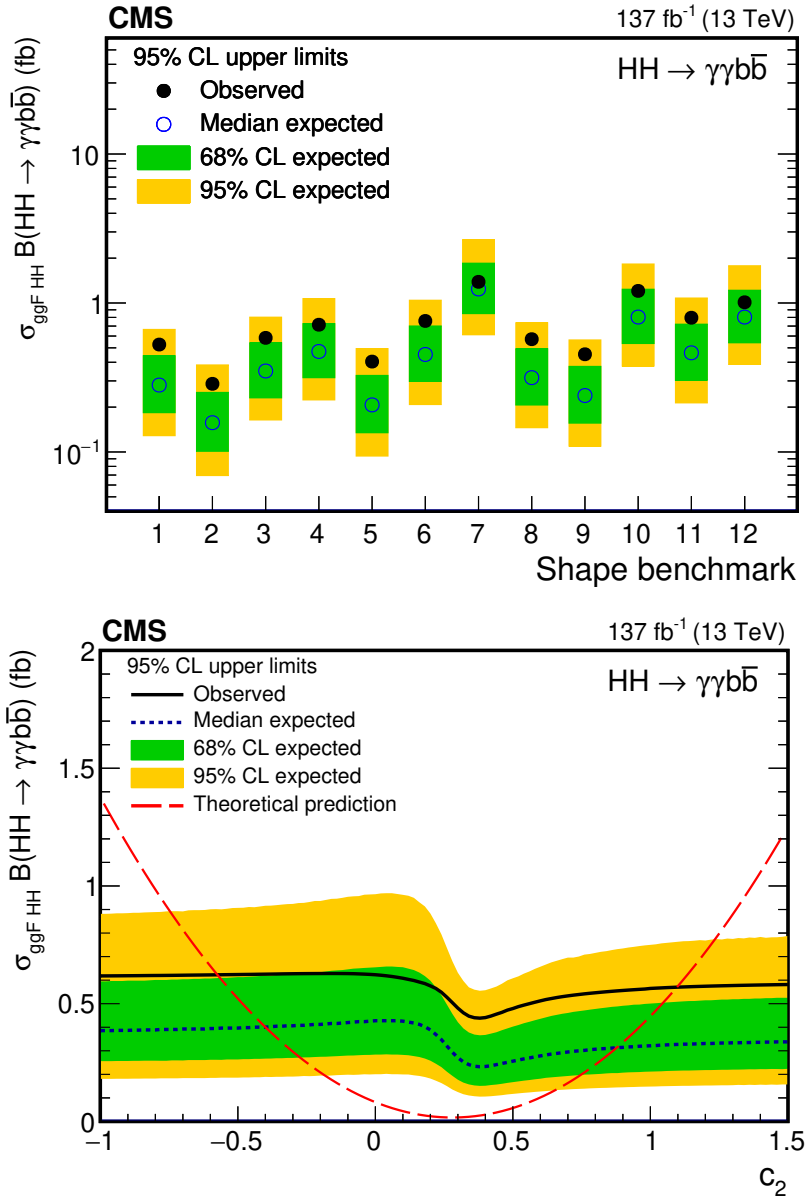 CMS 137 fb⁻¹ (13 TeV)
95% CL upper limits HH → γγbb̅
Observed
Median expected
68% CL expected
95% CL expected
σ_ggF HH B(HH → γγbb̅) (fb)
10
1
10⁻¹
1 2 3 4 5 6 7 8 9 10 11 12
Shape benchmark
CMS 137 fb⁻¹ (13 TeV)
95% CL upper limits HH → γγbb̅
Observed
Median expected
68% CL expected
95% CL expected
Theoretical prediction
σ_ggF HH B(HH → γγbb̅) (fb)
2
1.5
1
0.5
0
−1 −0.5 0 0.5 1 1.5
c₂